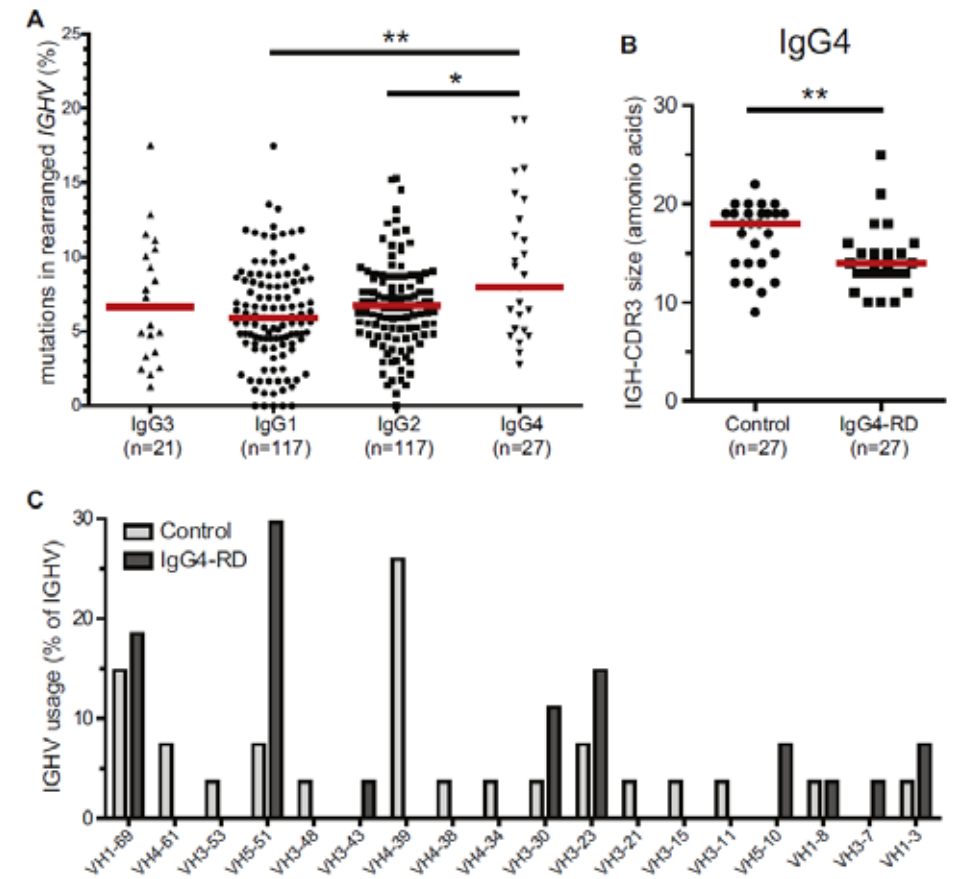 A
mutations in rearranged IGHV (%)
25
20
15
10
5
0
**
*
IgG3 IgG1 IgG2 IgG4
(n=21) (n=117) (n=117) (n=27)
B
IgG4
IGH-CDR3 size (amonio acids)
30
20
10
0
**
Control IgG4-RD
(n=27) (n=27)
C
IGHV usage (% of IGHV)
30
20
10
0
Control
IgG4-RD
VH1-69 VH4-61 VH3-53 VH5-51 VH3-48 VH3-43 VH4-39 VH4-38 VH4-34 VH3-30 VH3-23 VH3-21 VH3-15 VH3-11 VH5-10 VH1-8 VH3-7 VH1-3